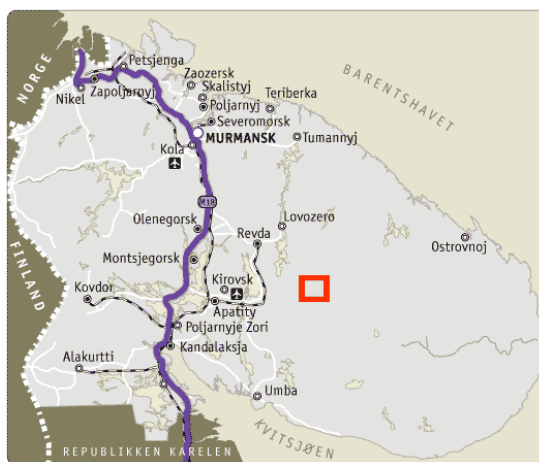 NORGE
Petsjenga
Zaozersk
Skalistyj
BARENTSHAVET
Zapoljarnyj
Nikel
Poljarnyj
Teriberka
Severomorsk
MURMANSK
Tumannyj
Kola
M18
Olenegorsk
Lovozero
Revda
Ostrovnoj
FINLAND
Montsjegorsk
Kirovsk
Kovdor
Apatity
Poljarnyje Zori
Kandalaksja
Alakurtti
Umba
KVITSJØEN
REPUBLIKKEN KARELEN